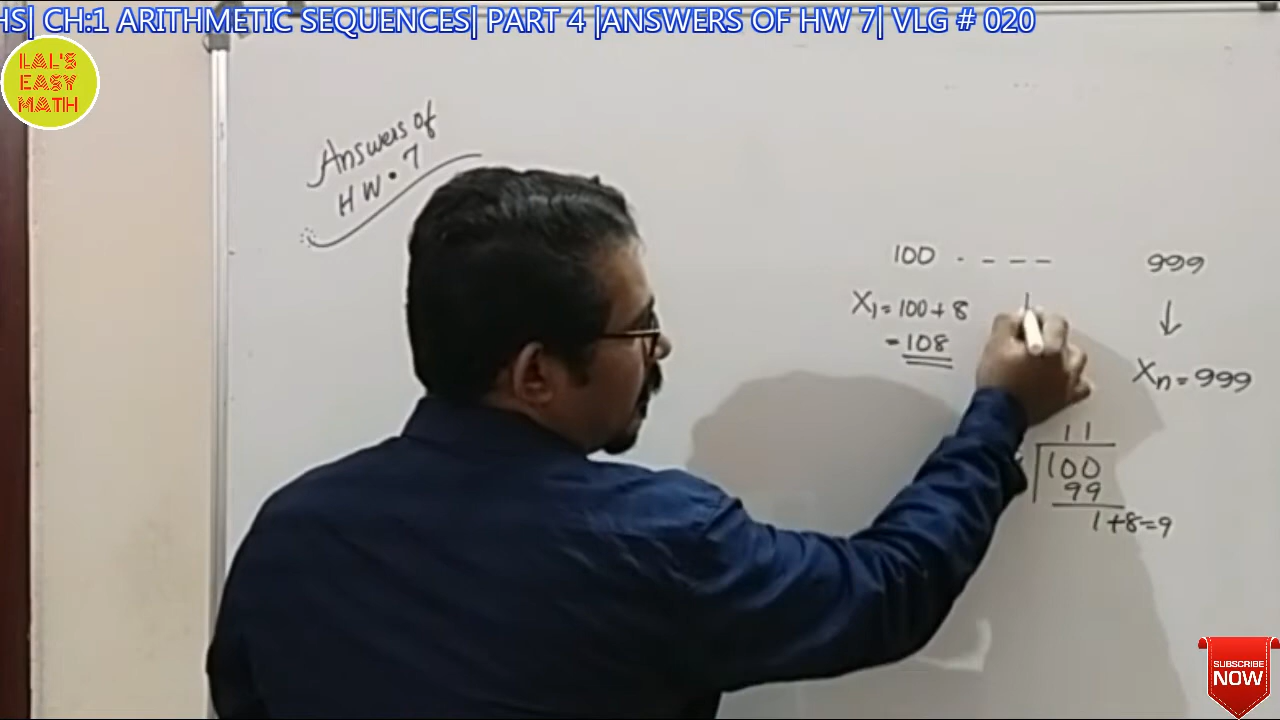 HS| CH:1 ARITHMETIC SEQUENCES| PART 4 |ANSWERS OF HW 7| VLG # 020
LAL'S
EASY
MATH
Answers of
HW • 7
100 . - - - 999
X1 = 100 + 8
= 108
↓
Xn = 999
11
100
99
1+8=9
SUBSCRIBE
NOW